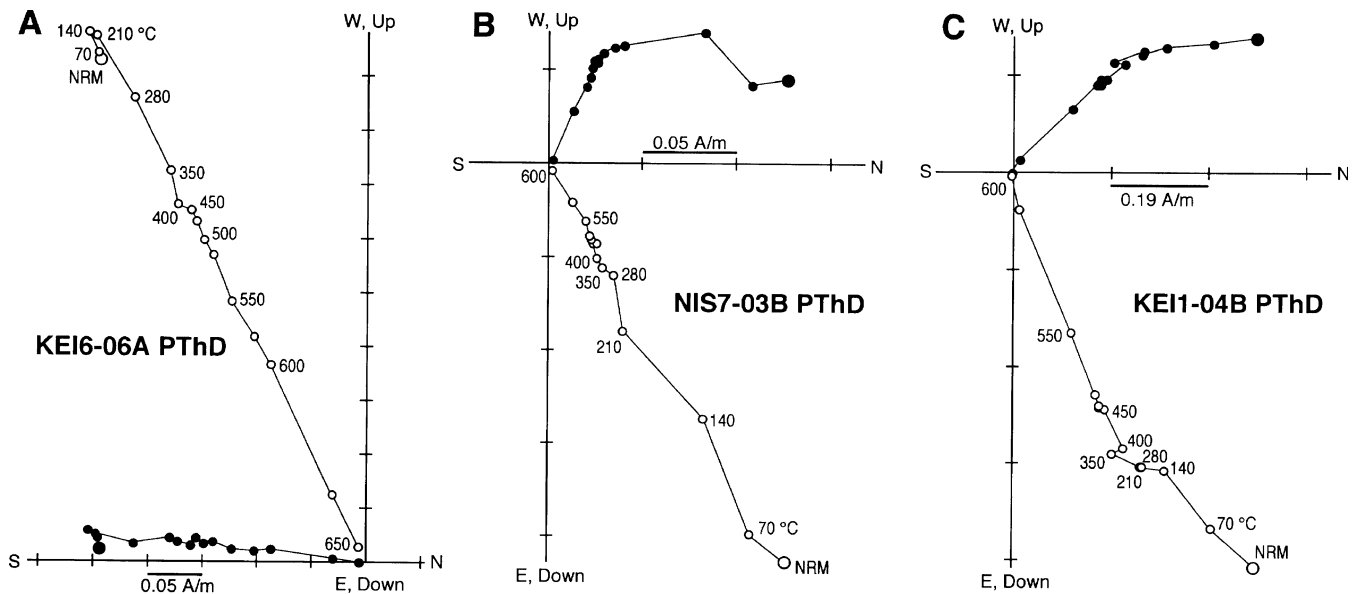 A
W, Up
140
210 °C
70
NRM
280
350
400
450
500
550
KEI6-06A PThD
600
650
S
N
0.05 A/m
E, Down
B
W, Up
0.05 A/m
S
N
600
550
400
350
280
NIS7-03B PThD
210
140
70 °C
NRM
E, Down
C
W, Up
S
N
600
0.19 A/m
KEI1-04B PThD
550
450
400
350
280
210
140
70 °C
NRM
E, Down